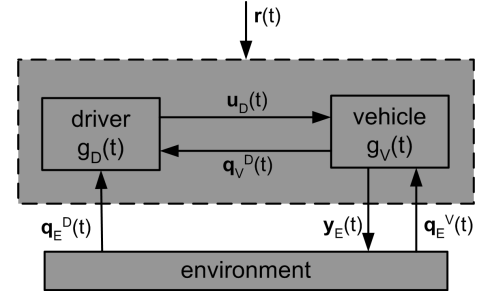 r(t)
driver
g_D(t)
u_D(t)
q_V^D(t)
vehicle
g_V(t)
q_E^D(t)
y_E(t)
q_E^V(t)
environment